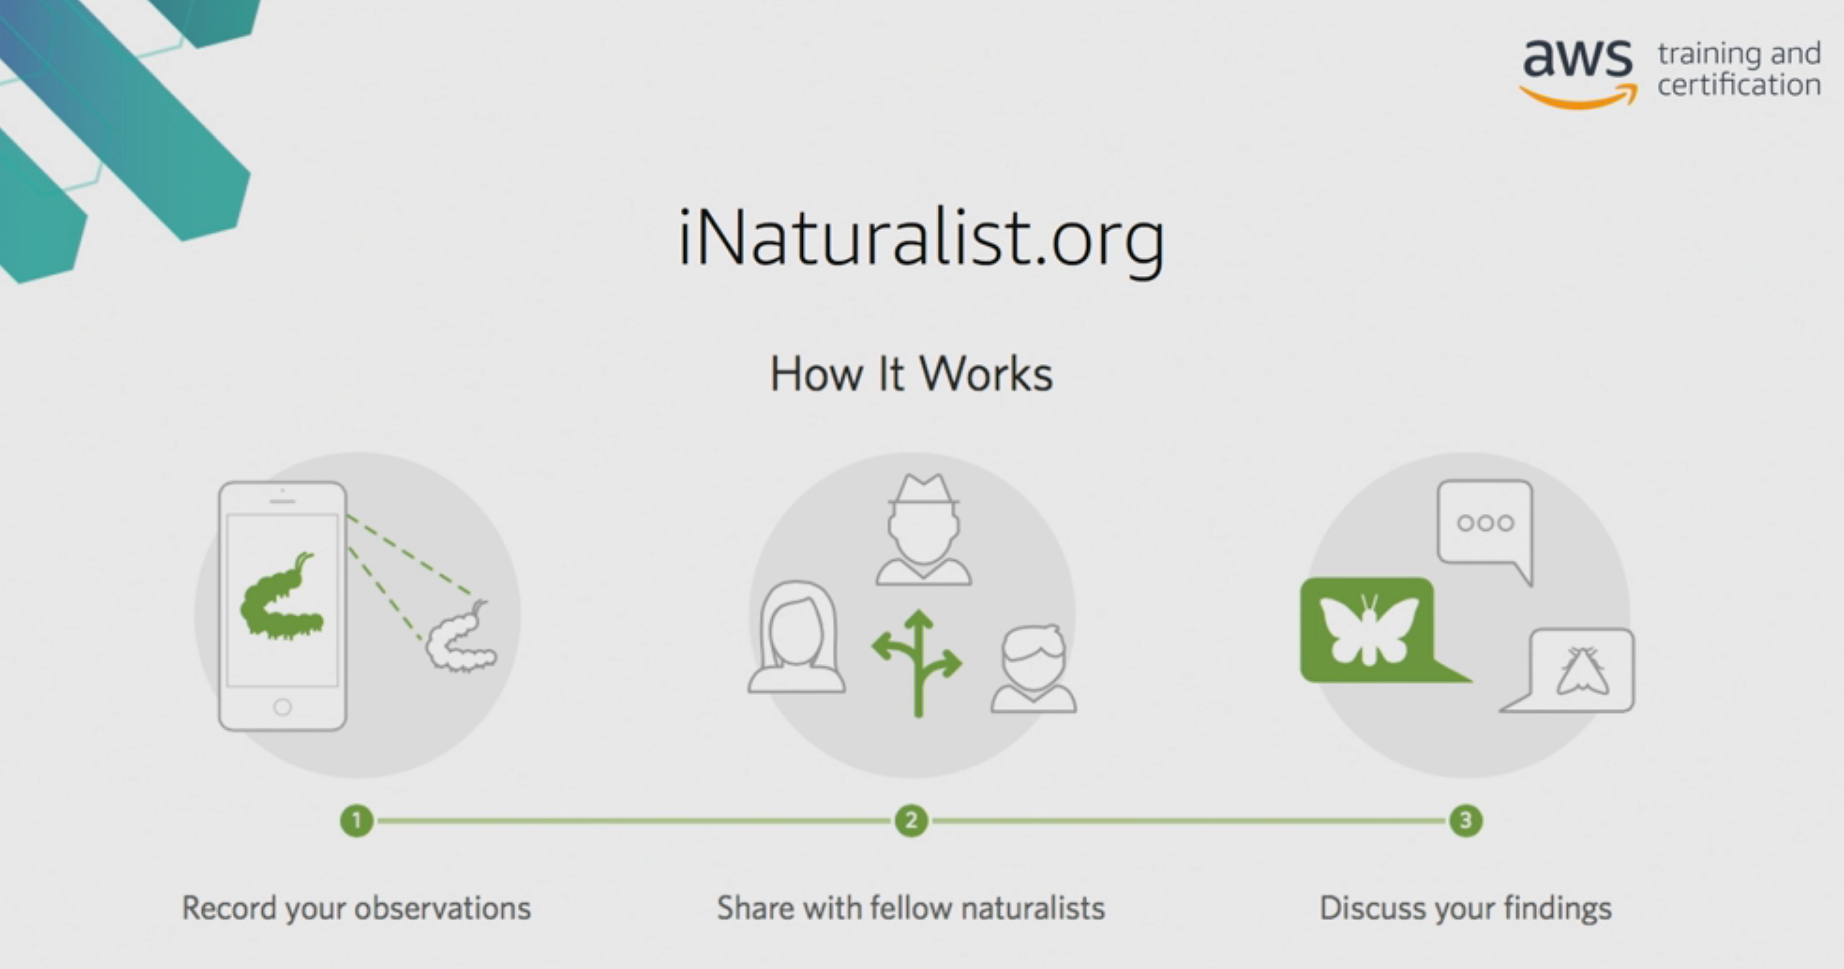 aws training and
certification
iNaturalist.org
How It Works
1
2
3
Record your observations
Share with fellow naturalists
Discuss your findings